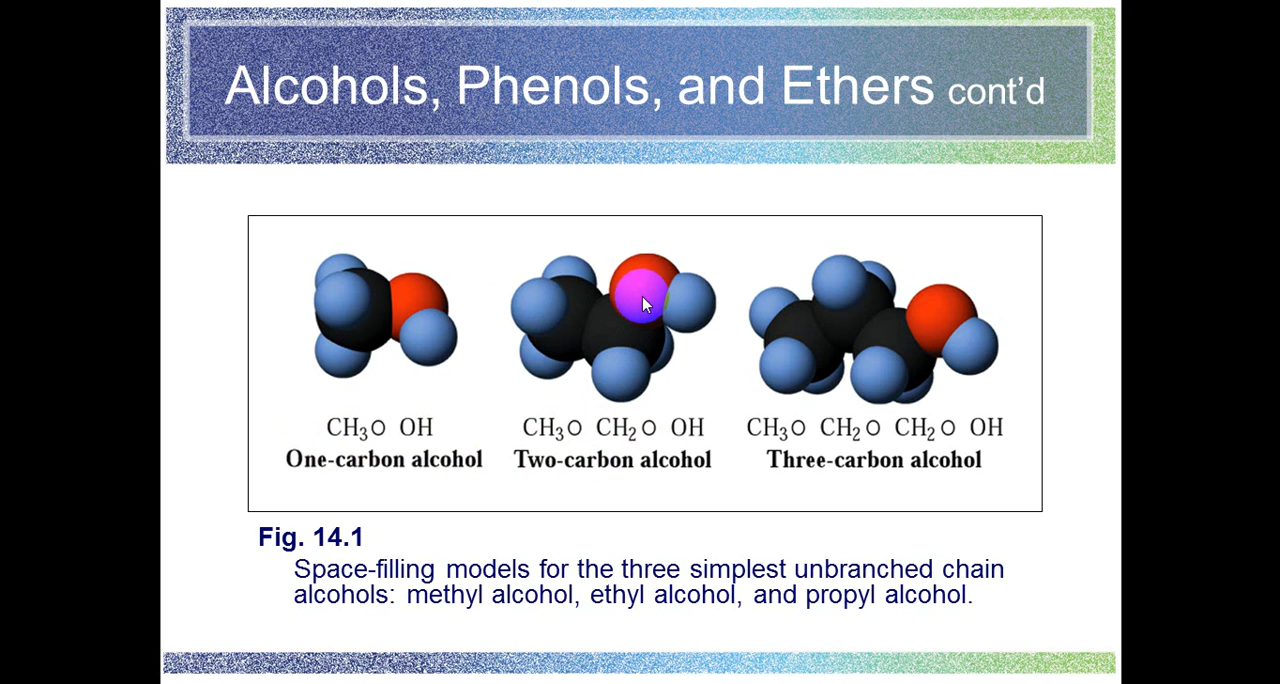 Alcohols, Phenols, and Ethers cont’d
CH₃O OH CH₃O CH₂O OH CH₃O CH₂O CH₂O OH
One-carbon alcohol Two-carbon alcohol Three-carbon alcohol
Fig. 14.1
Space-filling models for the three simplest unbranched chain
alcohols: methyl alcohol, ethyl alcohol, and propyl alcohol.